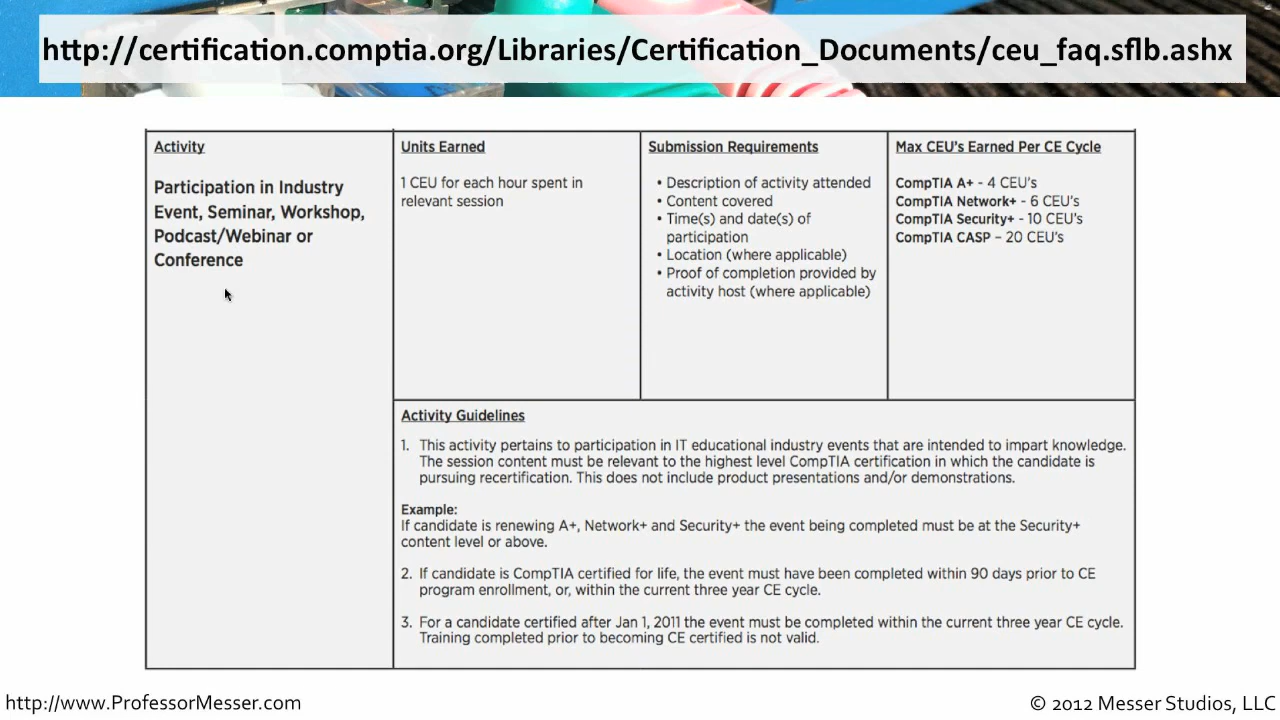 http://certification.comptia.org/Libraries/Certification_Documents/ceu_faq.sflb.ashx
Activity
Participation in Industry
Event, Seminar, Workshop,
Podcast/Webinar or
Conference
Units Earned
1 CEU for each hour spent in
relevant session
Submission Requirements
• Description of activity attended
• Content covered
• Time(s) and date(s) of
participation
• Location (where applicable)
• Proof of completion provided by
activity host (where applicable)
Max CEU's Earned Per CE Cycle
CompTIA A+ - 4 CEU's
CompTIA Network+ - 6 CEU's
CompTIA Security+ - 10 CEU's
CompTIA CASP – 20 CEU's
Activity Guidelines
1. This activity pertains to participation in IT educational industry events that are intended to impart knowledge.
The session content must be relevant to the highest level CompTIA certification in which the candidate is
pursuing recertification. This does not include product presentations and/or demonstrations.
Example:
If candidate is renewing A+, Network+ and Security+ the event being completed must be at the Security+
content level or above.
2. If candidate is CompTIA certified for life, the event must have been completed within 90 days prior to CE
program enrollment, or, within the current three year CE cycle.
3. For a candidate certified after Jan 1, 2011 the event must be completed within the current three year CE cycle.
Training completed prior to becoming CE certified is not valid.
http://www.ProfessorMesser.com
© 2012 Messer Studios, LLC